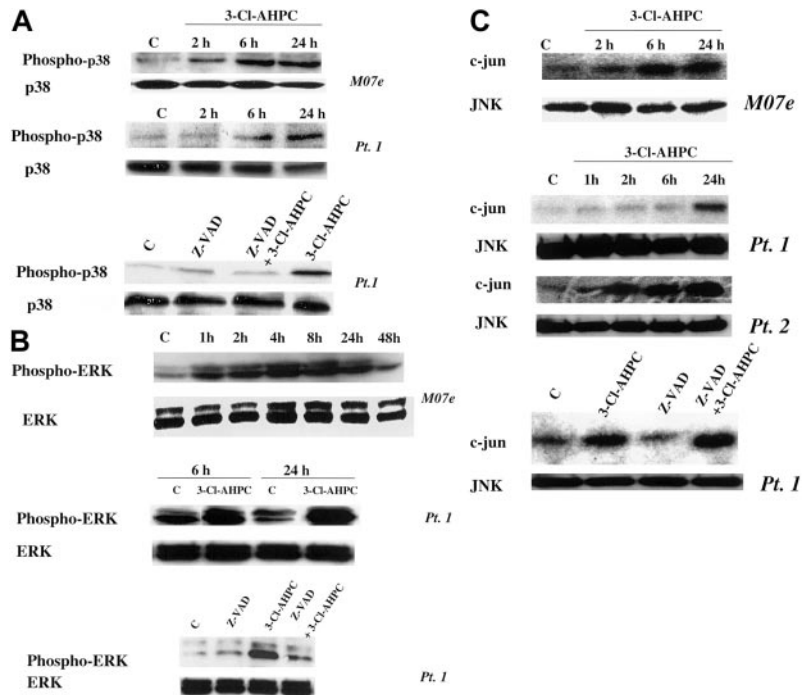 A
3-Cl-AHPC
C 2 h 6 h 24 h
Phospho-p38
p38
M07e
C 2 h 6 h 24 h
Phospho-p38
p38
Pt. 1
C Z-VAD Z-VAD +3-Cl-AHPC 3-Cl-AHPC
Phospho-p38
p38
Pt.1
B
C 1h 2h 4h 8h 24h 48h
Phospho-ERK
ERK
M07e
6 h 24 h
C 3-Cl-AHPC C 3-Cl-AHPC
Phospho-ERK
ERK
Pt. 1
C Z-VAD 3-Cl-AHPC Z-VAD +3-Cl-AHPC
Phospho-ERK
ERK
Pt. 1
C
3-Cl-AHPC
C 2 h 6 h 24 h
c-jun
JNK
M07e
3-Cl-AHPC
C 1h 2h 6h 24h
c-jun
JNK
Pt. 1
c-jun
JNK
Pt. 2
C 3-Cl-AHPC Z-VAD Z-VAD +3-Cl-AHPC
c-jun
JNK
Pt. 1